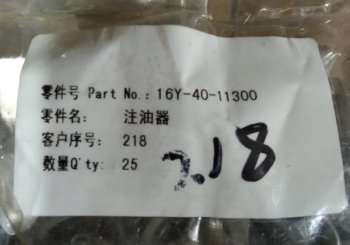 零件号 Part No.: 16Y-40-11300
零件名: 注油器
客户序号: 218
数量Q'ty: 25
218